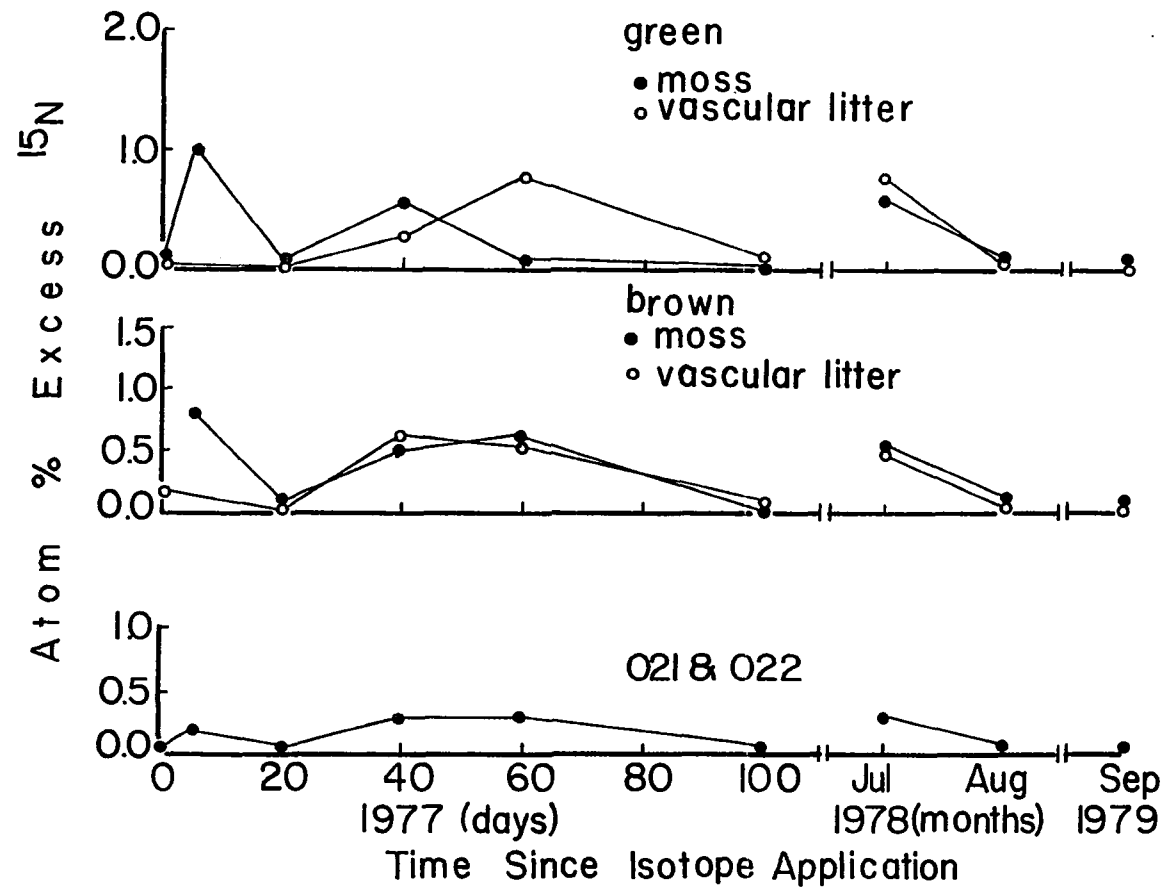 Atom % Excess 15N
2.0
1.0
0.0
green
moss
vascular litter
1.5
1.0
0.5
0.0
brown
moss
vascular litter
1.0
0.5
0.0
021 & 022
0 20 40 60 80 100 Jul Aug Sep
1977 (days) 1978(months) 1979
Time Since Isotope Application